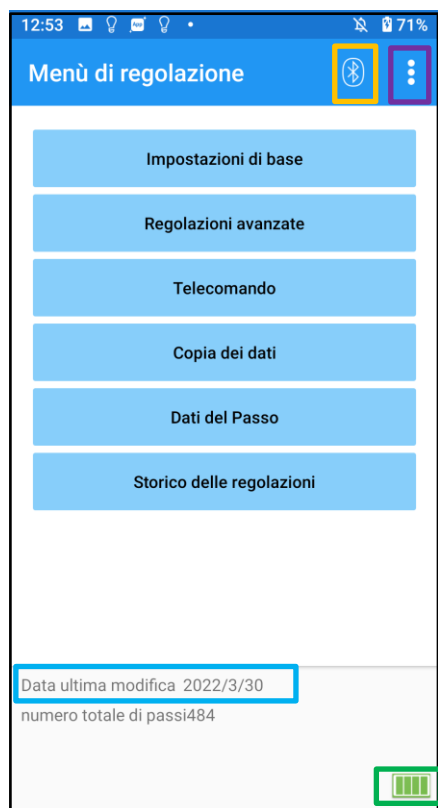 12:53 71%
Menù di regolazione
Impostazioni di base
Regolazioni avanzate
Telecomando
Copia dei dati
Dati del Passo
Storico delle regolazioni
Data ultima modifica 2022/3/30
numero totale di passi484